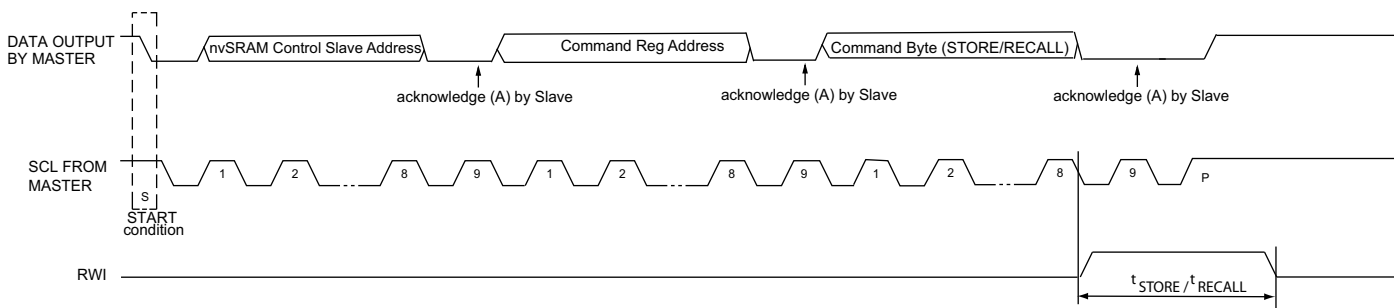 DATA OUTPUT
BY MASTER
nvSRAM Control Slave Address
Command Reg Address
Command Byte (STORE/RECALL)
acknowledge (A) by Slave
acknowledge (A) by Slave
acknowledge (A) by Slave
SCL FROM
MASTER
1
2
8
9
1
2
8
9
1
2
8
9
P
S
START
condition
RWI
t STORE / t RECALL